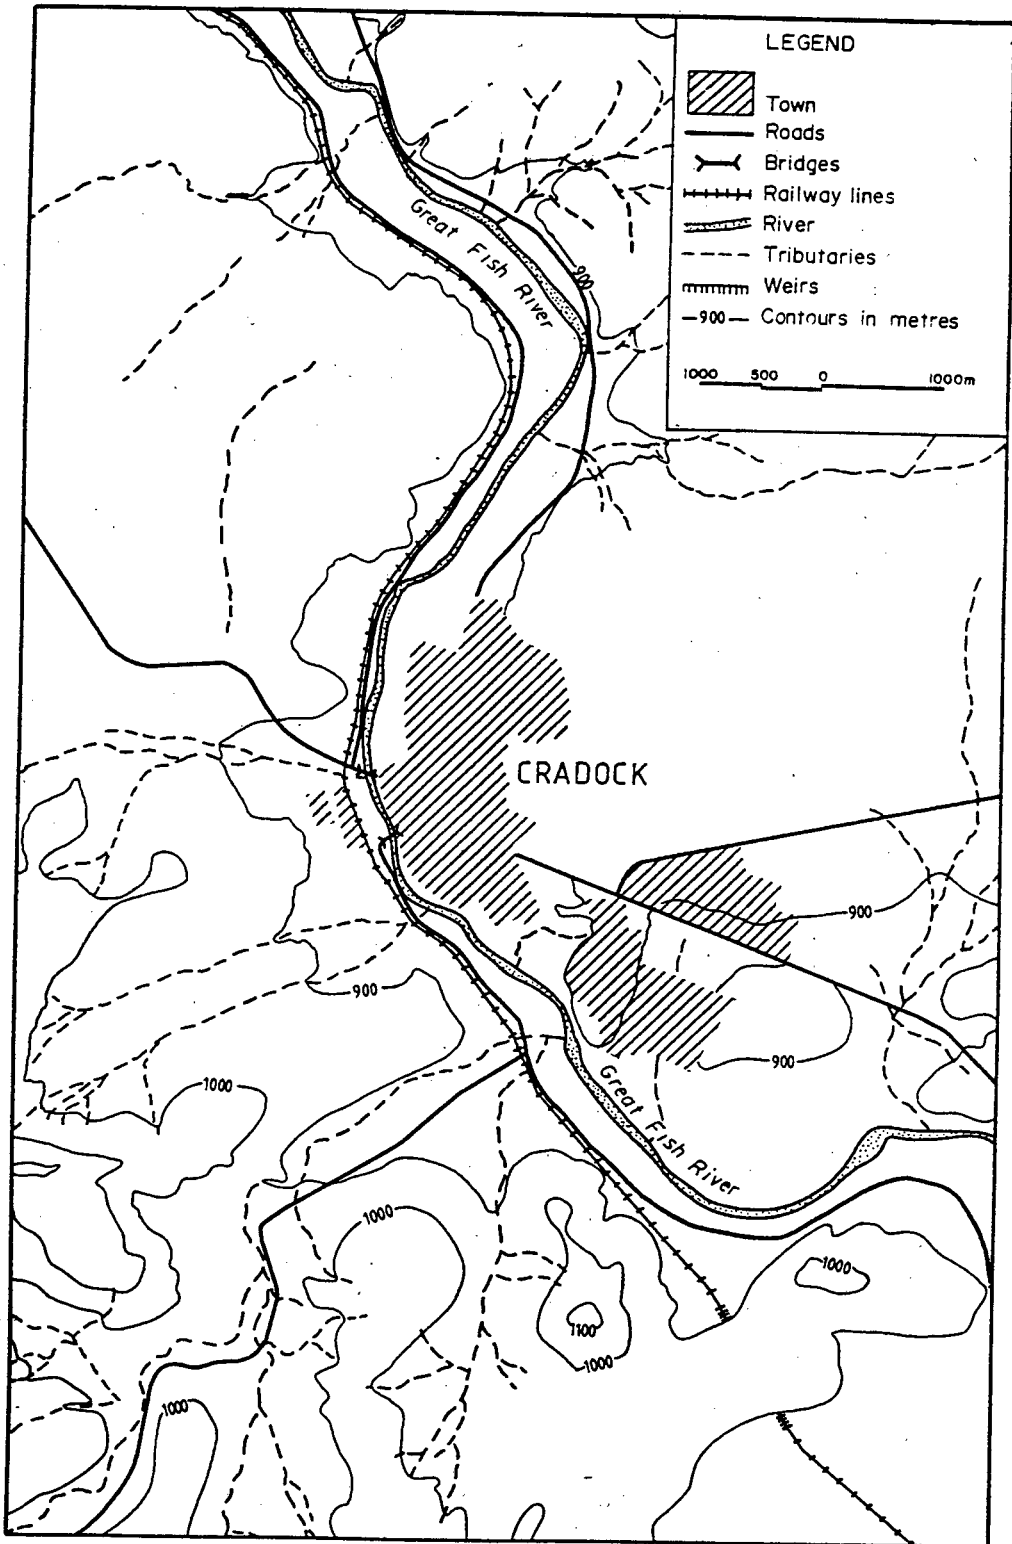 LEGEND
Town
Roads
Bridges
Railway lines
River
Tributaries
Weirs
-900- Contours in metres
1000 500 0 1000m
Great Fish River
900
CRADOCK
900
900
900
1000
Great Fish River
1000
1000
1100
1000
1000